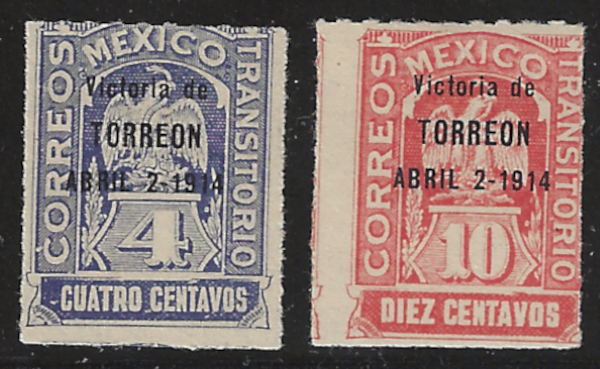 CORREOS
MEXICO
TRANSITORIO
Victoria de
TORREON
ABRIL 2-1914
4
CUATRO CENTAVOS
CORREOS
MEXICO
TRANSITORIO
Victoria de
TORREON
ABRIL 2-1914
10
DIEZ CENTAVOS